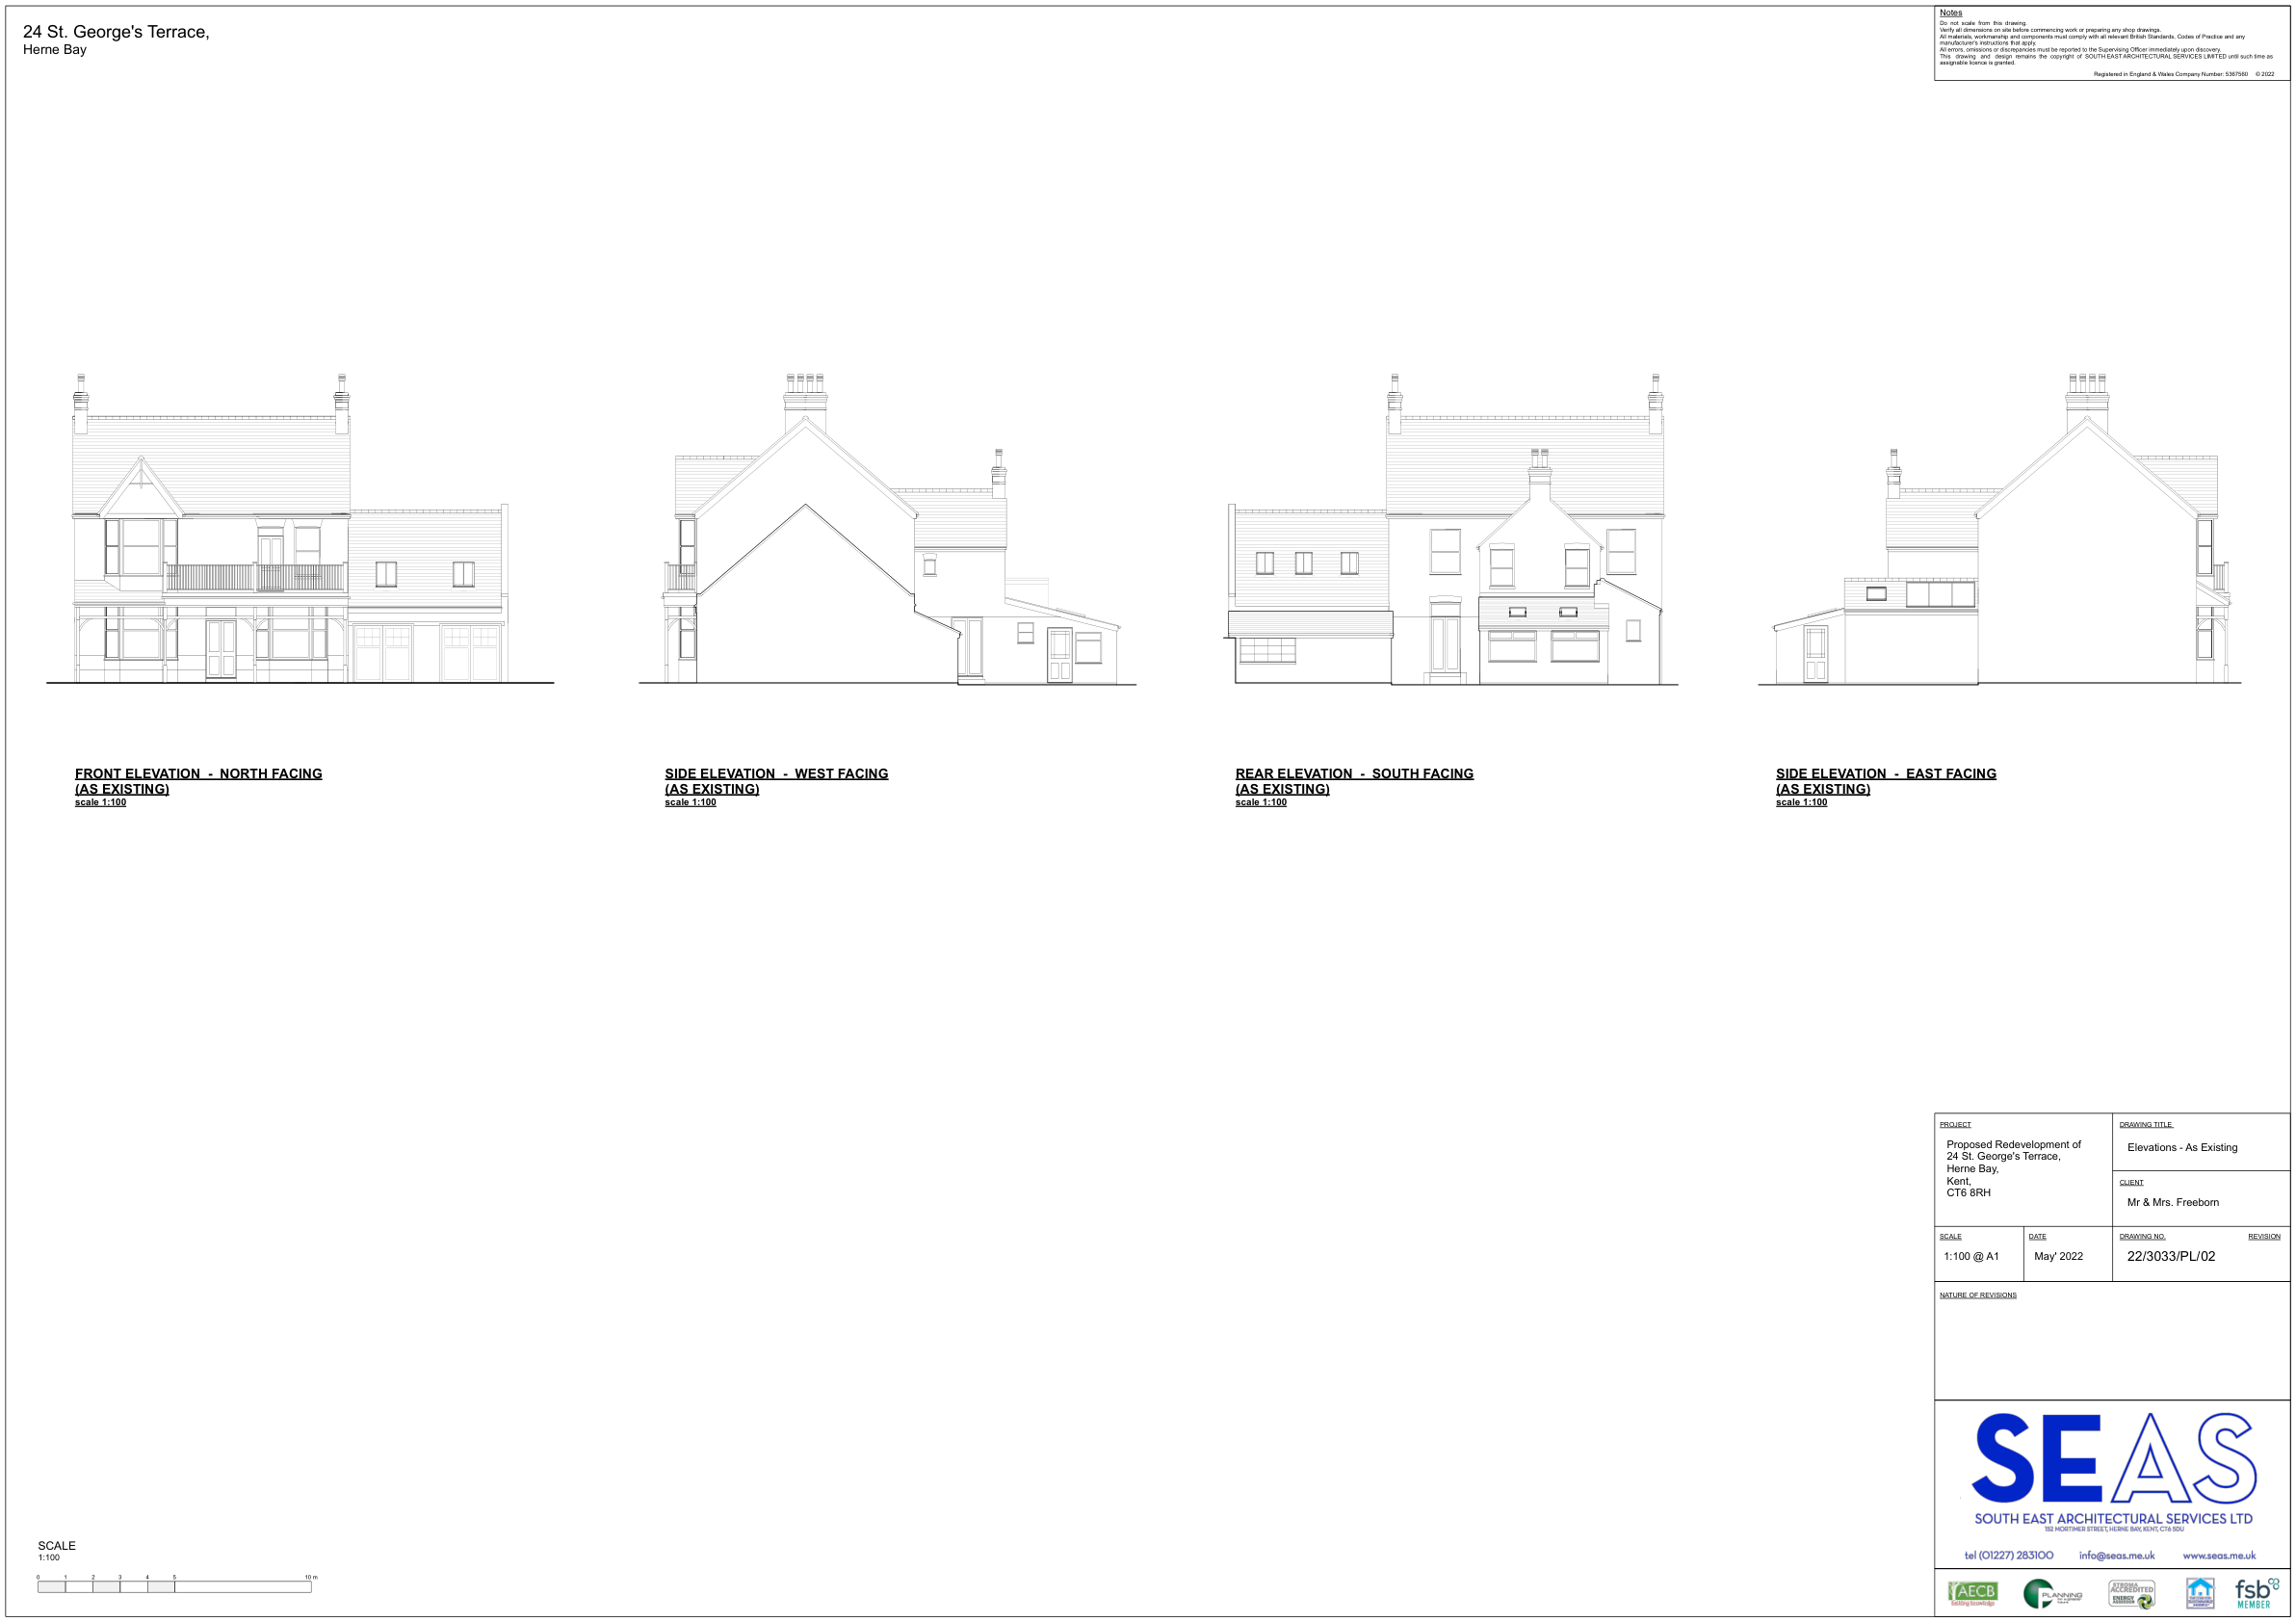 24 St. George's Terrace,
Herne Bay
Notes
Do not scale from this drawing.
Verify all dimensions on site before commencing work or preparing any shop drawings.
All materials, workmanship and components must comply with all relevant British Standards, Codes of Practice and any
manufacturer's instructions that apply.
All errors, omissions or discrepancies must be reported to the Supervising Officer immediately upon discovery.
This drawing and design remains the copyright of SOUTH EAST ARCHITECTURAL SERVICES LIMITED until such time as
assignable licence is granted.
Registered in England & Wales Company Number: 5367560 © 2022
FRONT ELEVATION - NORTH FACING
(AS EXISTING)
scale 1:100
SIDE ELEVATION - WEST FACING
(AS EXISTING)
scale 1:100
REAR ELEVATION - SOUTH FACING
(AS EXISTING)
scale 1:100
SIDE ELEVATION - EAST FACING
(AS EXISTING)
scale 1:100
PROJECT
Proposed Redevelopment of
24 St. George's Terrace,
Herne Bay,
Kent,
CT6 8RH
DRAWING TITLE
Elevations - As Existing
CLIENT
Mr & Mrs. Freeborn
SCALE
1:100 @ A1
DATE
May' 2022
DRAWING NO.
22/3033/PL/02
REVISION
NATURE OF REVISIONS
SEAS
SOUTH EAST ARCHITECTURAL SERVICES LTD
152 MORTIMER STREET, HERNE BAY, KENT, CT6 5DU
tel (01227) 283100 info@seas.me.uk www.seas.me.uk
AECB
building knowledge
PLANNING
STROMA
ACCREDITED
ENERGY
ASSESSOR
fsb
MEMBER
SCALE
1:100
0 1 2 3 4 5 10 m